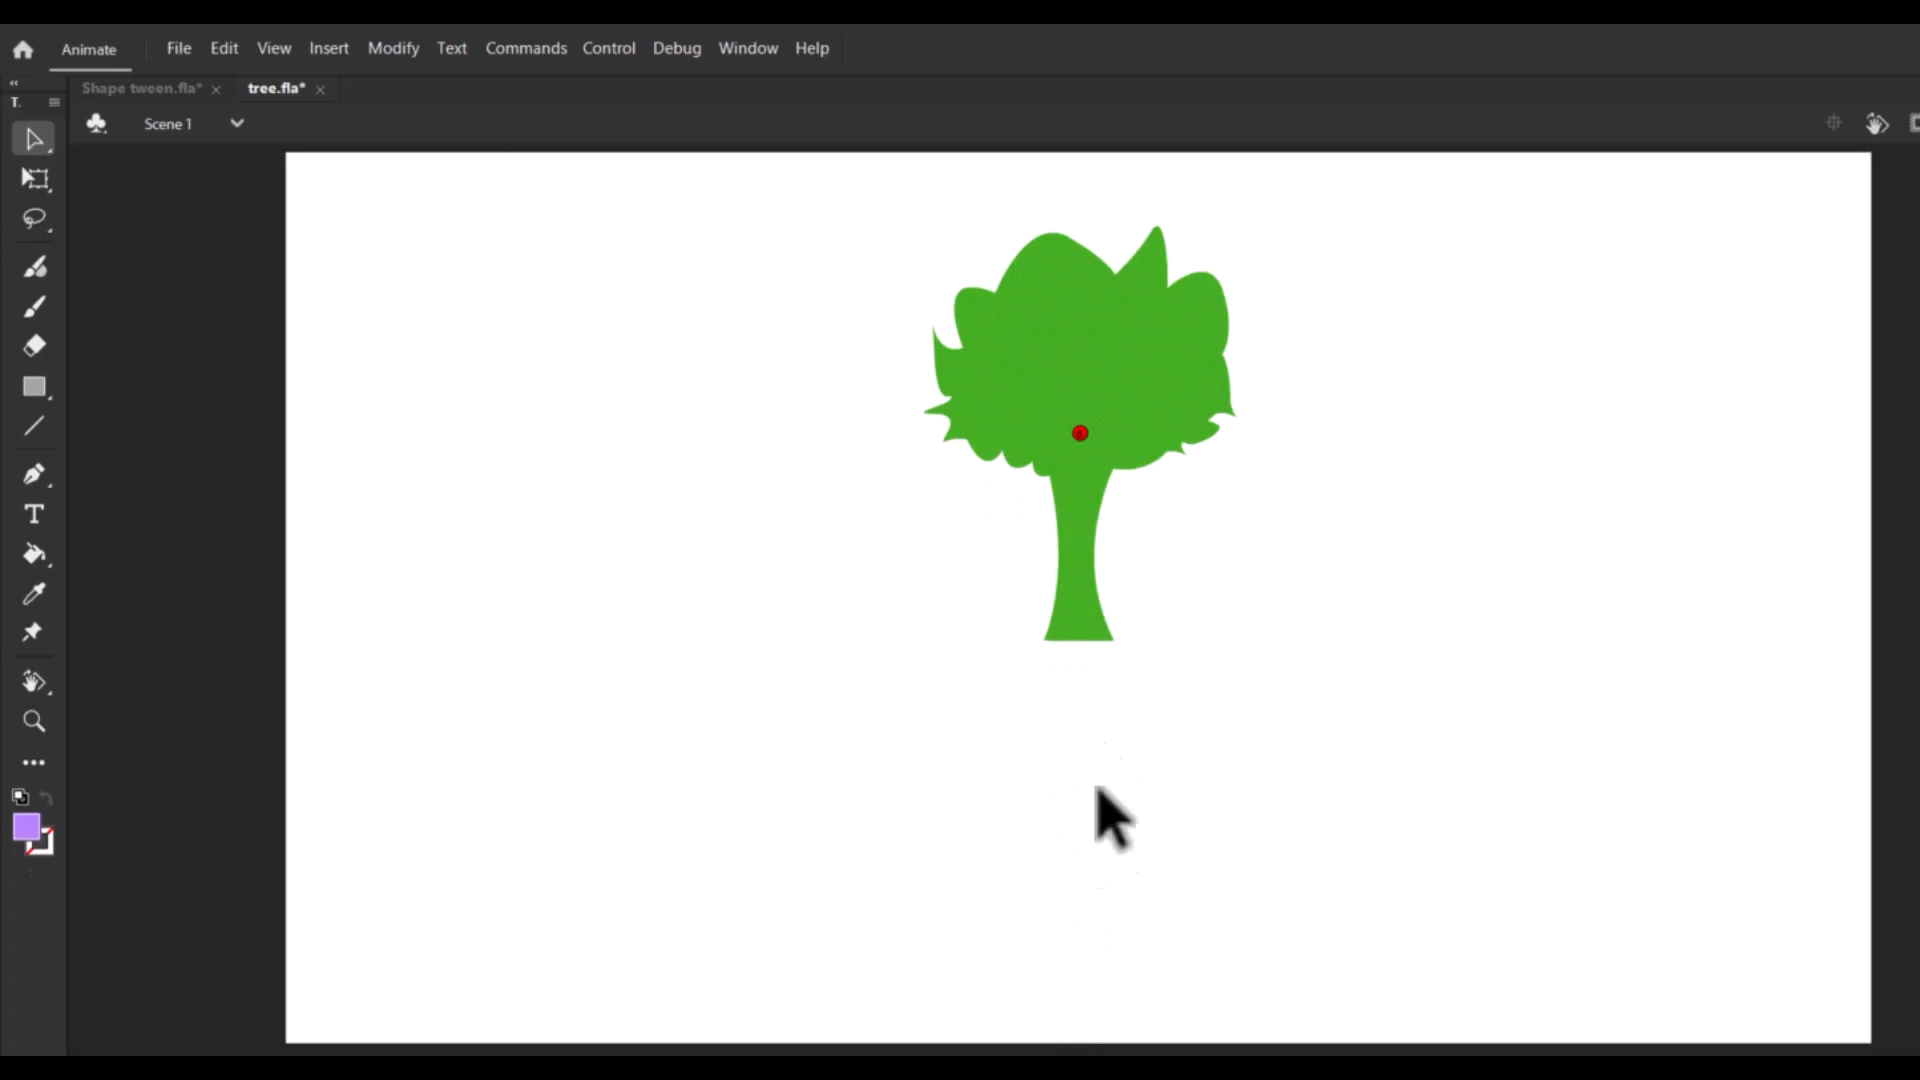 Animate File Edit View Insert Modify Text Commands Control Debug Window Help
Shape tween.fla* tree.fla*
T.
Scene 1